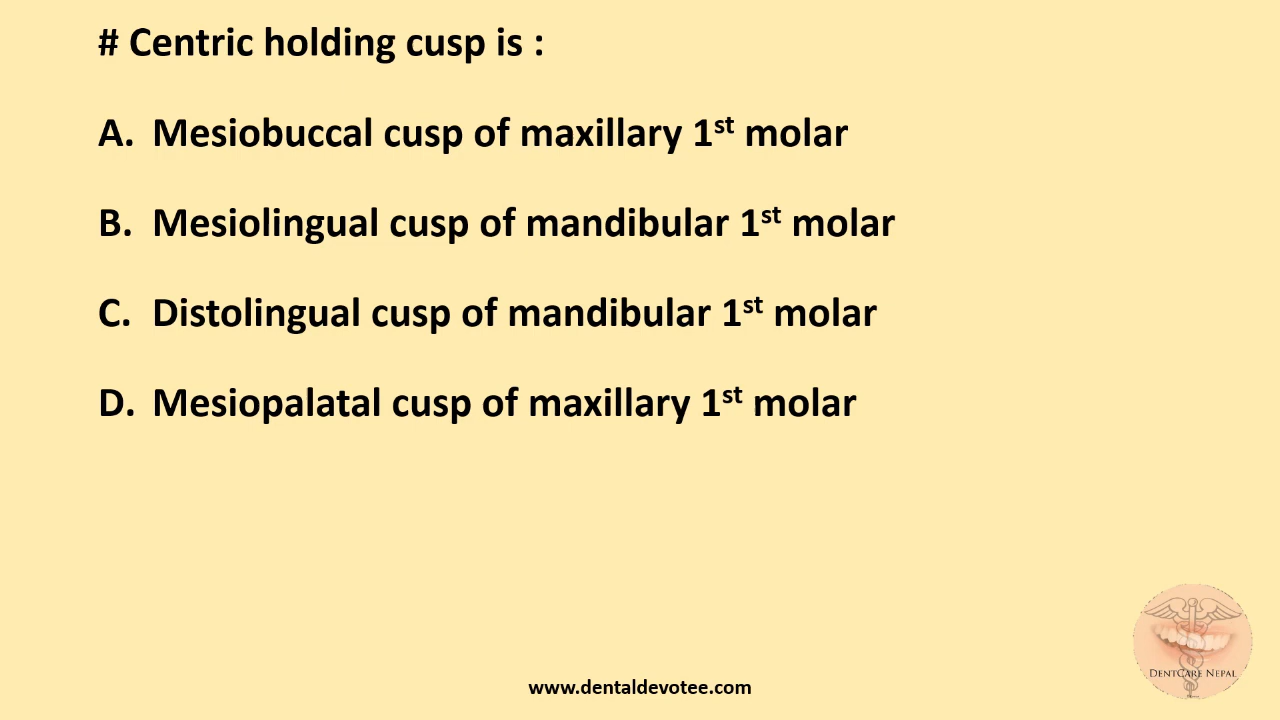 # Centric holding cusp is :
A. Mesiobuccal cusp of maxillary 1st molar
B. Mesiolingual cusp of mandibular 1st molar
C. Distolingual cusp of mandibular 1st molar
D. Mesiopalatal cusp of maxillary 1st molar
DENTCARE NEPAL
www.dentaldevotee.com